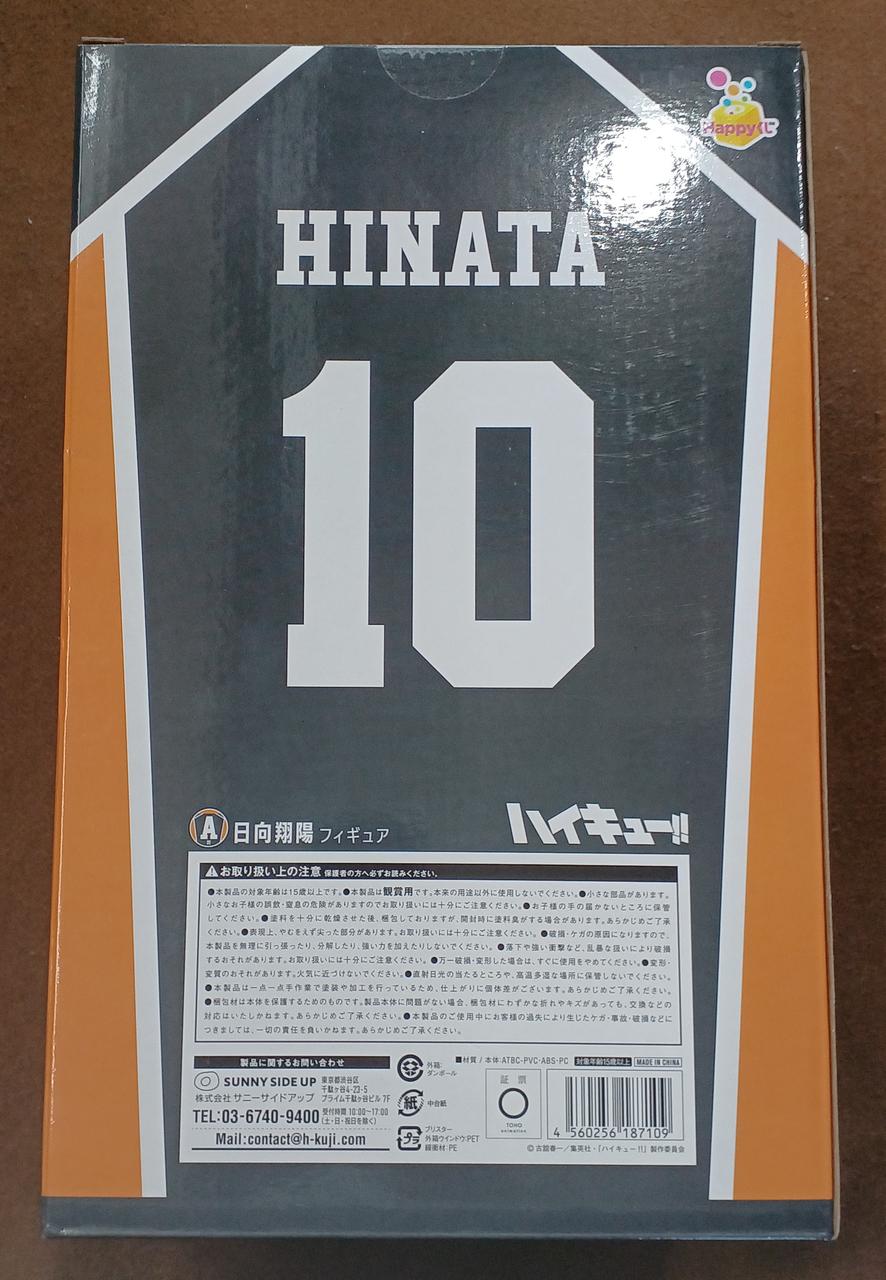 Happyくじ
HINATA
10
A賞 日向翔陽 フィギュア
ハイキュー!!
お取り扱い上の注意 保護者の方へ必ずお読みください。
●本製品の対象年齢は15歳以上です。●本製品は観賞用です。本来の用途以外に使用しないでください。●小さな部品があります。
小さなお子様の誤飲・窒息の危険がありますのでお取り扱いには十分にご注意ください。●お子様の手の届かないところに保管
してください。●塗料を十分に乾燥させた後、梱包しておりますが、開封時に塗料臭がする場合があります。あらかじめご了承
ください。●表現上、やむをえず尖った部分があります。お取り扱いには十分にご注意ください。●破損・ケガの原因になりますので、
本製品を無理に引っ張ったり、分解したり、強い力を加えたりしないでください。●落下や強い衝撃など、乱暴な扱いにより破損
するおそれがあります。お取り扱いには十分にご注意ください。●万一破損・変形した場合は、すぐに使用をやめてください。●変形・
変質のおそれがあります。火気に近づけないでください。●直射日光の当たるところや、高温多湿な場所に保管しないでください。
●本製品は一点一点手作業で塗装や加工を行っているため、仕上がりに個体差がございます。あらかじめご了承ください。
●梱包材は本体を保護するためのものです。製品本体に問題がない場合、梱包材にわずかな折れやキズがあっても、交換などの
対応はいたしかねます。あらかじめご了承ください。●本製品のご使用中にお客様の過失により生じたケガ・事故・破損などに
つきましては、一切の責任を負いかねます。あらかじめご了承ください。
製品に関するお問い合わせ
SUNNY SIDE UP
株式会社 サニーサイドアップ
東京都渋谷区
千駄ヶ谷4-23-5
プライム千駄ヶ谷ビル 7F
TEL:03-6740-9400
受付時間 10:00〜17:00
(土・日・祝日を除く)
Mail:contact@h-kuji.com
外箱:
ダンボール
紙
中台紙
プラ
ブリスター
外箱ウインドウ:PET
緩衝材:PE
■材質 / 本体:ATBC-PVC・ABS・PC
対象年齢15歳以上
MADE IN CHINA
証票
TOHO
animation
4 560256 187109
© 古舘春一／集英社・「ハイキュー!!」製作委員会